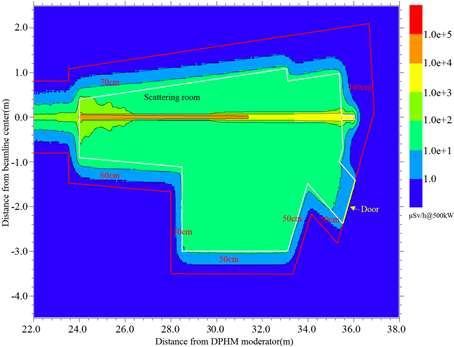 2.0
1.0
0.0
-1.0
-2.0
-3.0
-4.0
Distance from beamline center(m)
22.0 24.0 26.0 28.0 30.0 32.0 34.0 36.0 38.0
Distance from DPHM moderator(m)
70cm
Scattering room
60cm
50cm
50cm
Door
1.0e+5
1.0e+4
1.0e+3
1.0e+2
1.0e+1
1.0
μSv/h@500kW